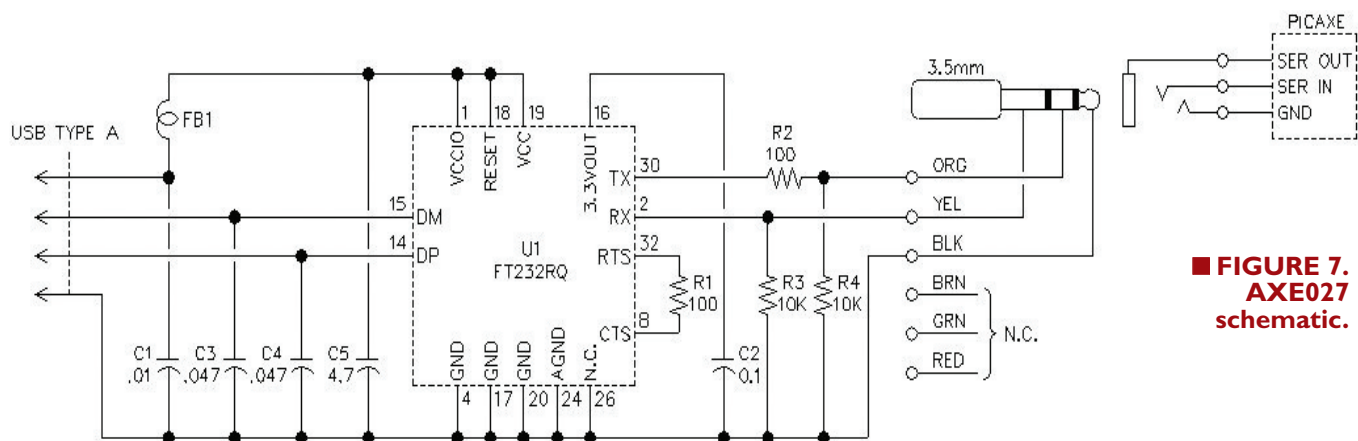 PICAXE
SER OUT
SER IN
GND
3.5mm
USB TYPE A
FB1
1
18
19
16
VCCIO
RESET
VCC
3.3VOUT
R2
100
TX
30
ORG
15
DM
RX
2
YEL
14
DP
U1
FT232RQ
RTS
32
BLK
R1
100
R3
10K
R4
10K
BRN
GRN
RED
N.C.
CTS
8
C1
.01
C3
.047
C4
.047
C5
4.7
C2
0.1
GND
GND
GND
AGND
N.C.
4
17
20
24
26
■ FIGURE 7.
AXE027
schematic.